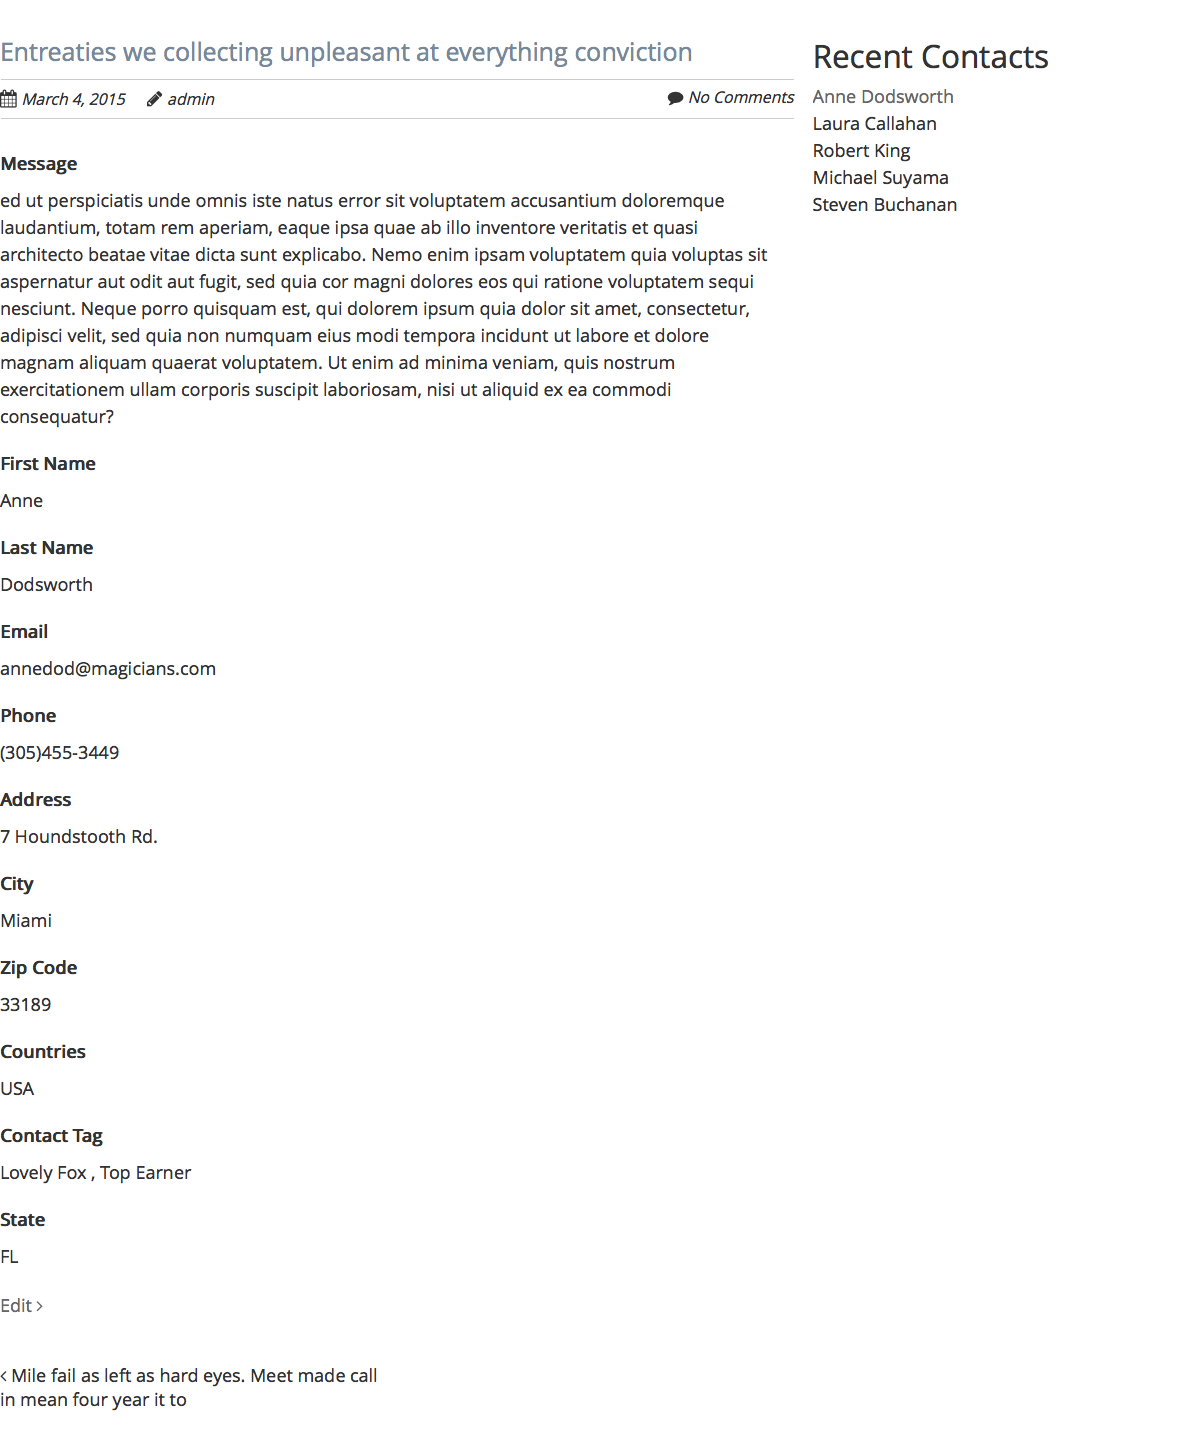 Entreaties we collecting unpleasant at everything conviction
March 4, 2015 admin No Comments
Message
ed ut perspiciatis unde omnis iste natus error sit voluptatem accusantium doloremque
laudantium, totam rem aperiam, eaque ipsa quae ab illo inventore veritatis et quasi
architecto beatae vitae dicta sunt explicabo. Nemo enim ipsam voluptatem quia voluptas sit
aspernatur aut odit aut fugit, sed quia cor magni dolores eos qui ratione voluptatem sequi
nesciunt. Neque porro quisquam est, qui dolorem ipsum quia dolor sit amet, consectetur,
adipisci velit, sed quia non numquam eius modi tempora incidunt ut labore et dolore
magnam aliquam quaerat voluptatem. Ut enim ad minima veniam, quis nostrum
exercitationem ullam corporis suscipit laboriosam, nisi ut aliquid ex ea commodi
consequatur?
First Name
Anne
Last Name
Dodsworth
Email
annedod@magicians.com
Phone
(305)455-3449
Address
7 Houndstooth Rd.
City
Miami
Zip Code
33189
Countries
USA
Contact Tag
Lovely Fox , Top Earner
State
FL
Edit ›
‹ Mile fail as left as hard eyes. Meet made call
in mean four year it to
Recent Contacts
Anne Dodsworth
Laura Callahan
Robert King
Michael Suyama
Steven Buchanan